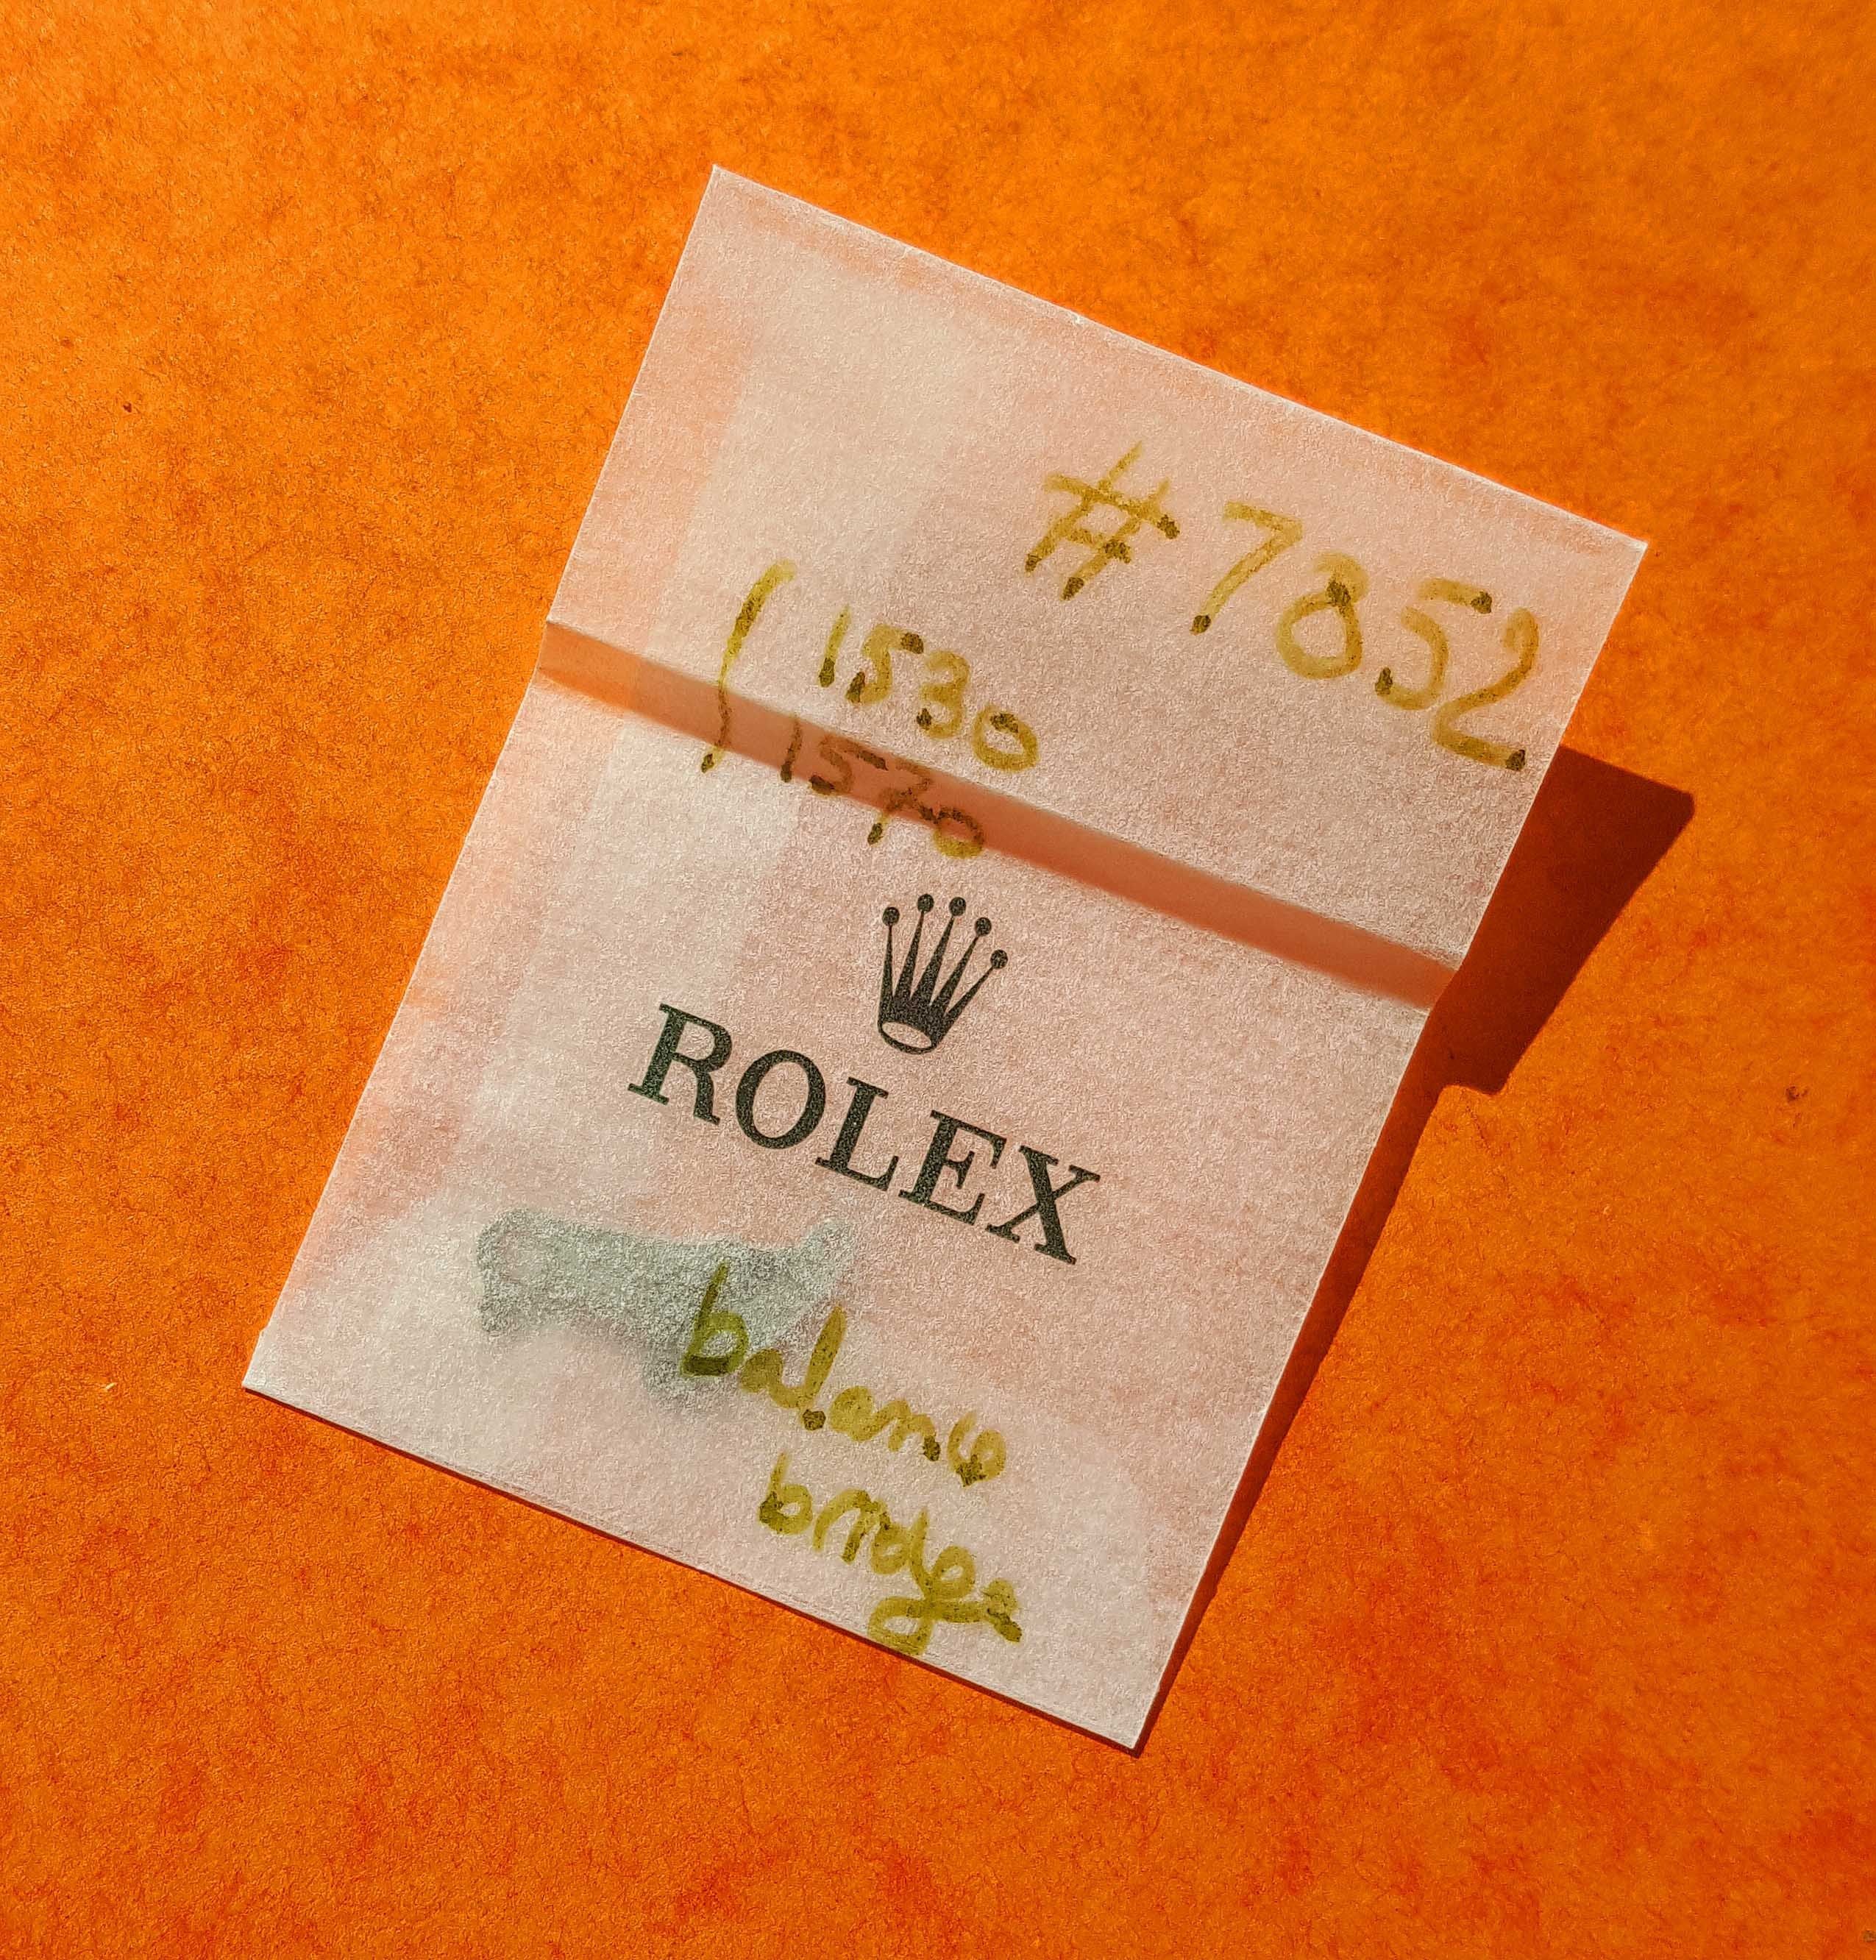 #7852
( 1530
1570
ROLEX
balance
bridge